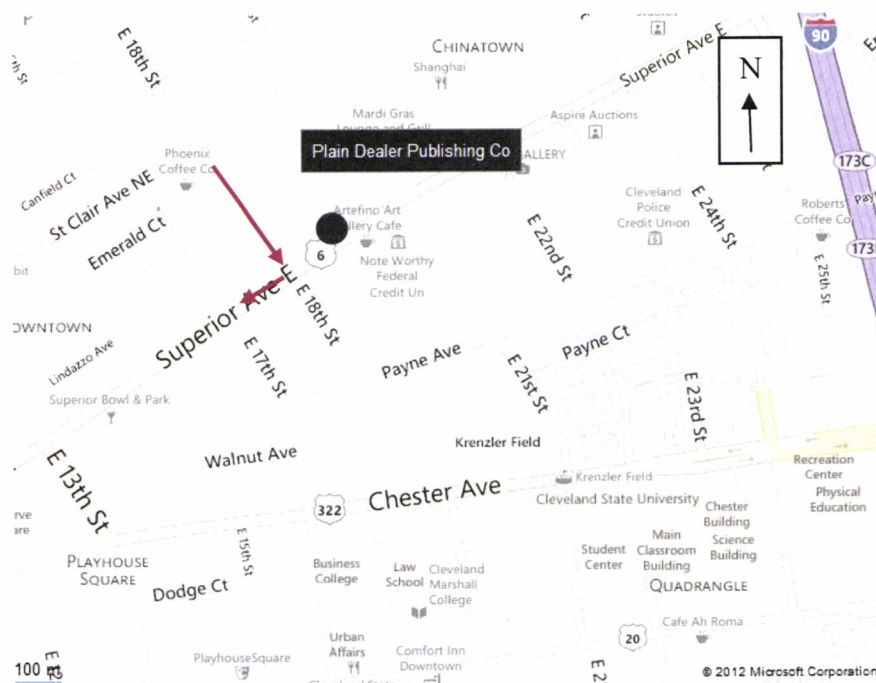 E 18th St
CHINATOWN
Shanghai
Superior Ave E
90
N
Mardi Gras
Aspire Auctions
Plain Dealer Publishing Co
ALLERY
Phoenix
Coffee Co
173C
Canfield Ct
St Clair Ave NE
Emerald Ct
Artefino Art
llery Cafe
6
Note Worthy
Federal
Credit Un
Cleveland
Police
Credit Union
E 24th St
Roberts
Coffee Co
E 22nd St
E 25th St
Superior Ave E
E 18th St
OWNTOWN
Lindazzo Ave
E 17th St
Payne Ave
Payne Ct
Superior Bowl & Park
E 21st St
E 23rd St
E 13th St
Walnut Ave
Krenzler Field
Chester Ave
322
Krenzler Field
Cleveland State University
Recreation
Center
Physical
Education
Chester
Building
Main
Classroom
Building
Science
Building
Student
Center
QUADRANGLE
PLAYHOUSE
SQUARE
E 15th St
Dodge Ct
Business
College
Law
School
Cleveland
Marshall
College
Urban
Affairs
Comfort Inn
Downtown
PlayhouseSquare
20
Cafe Ah Roma
100
© 2012 Microsoft Corporation